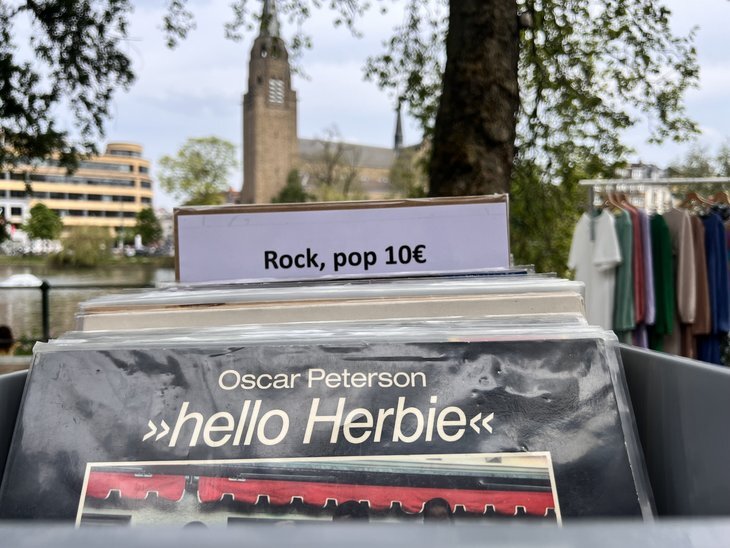 Rock, pop 10€
Oscar Peterson
»hello Herbie«